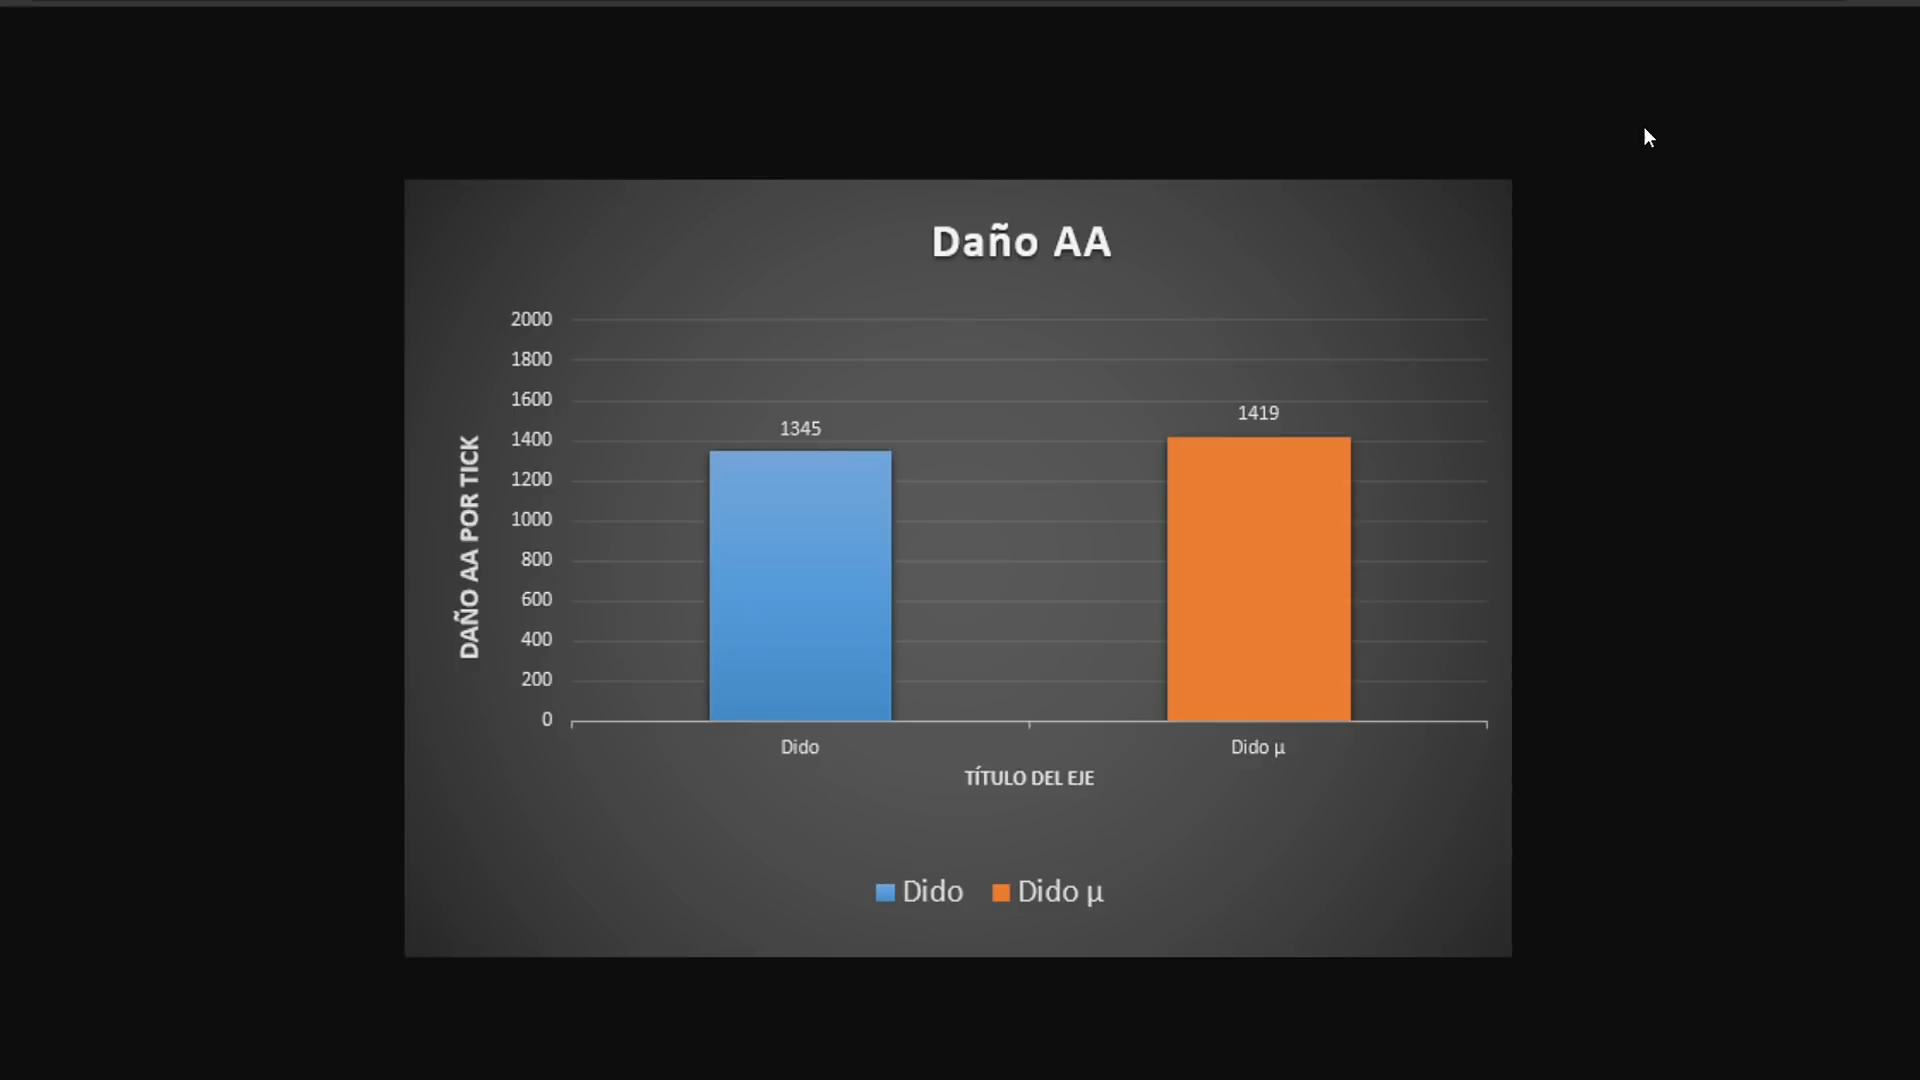 Daño AA
2000
1800
1600
1400
1200
1000
800
600
400
200
0
DAÑO AA POR TICK
1345
1419
Dido
Dido µ
TÍTULO DEL EJE
Dido
Dido µ